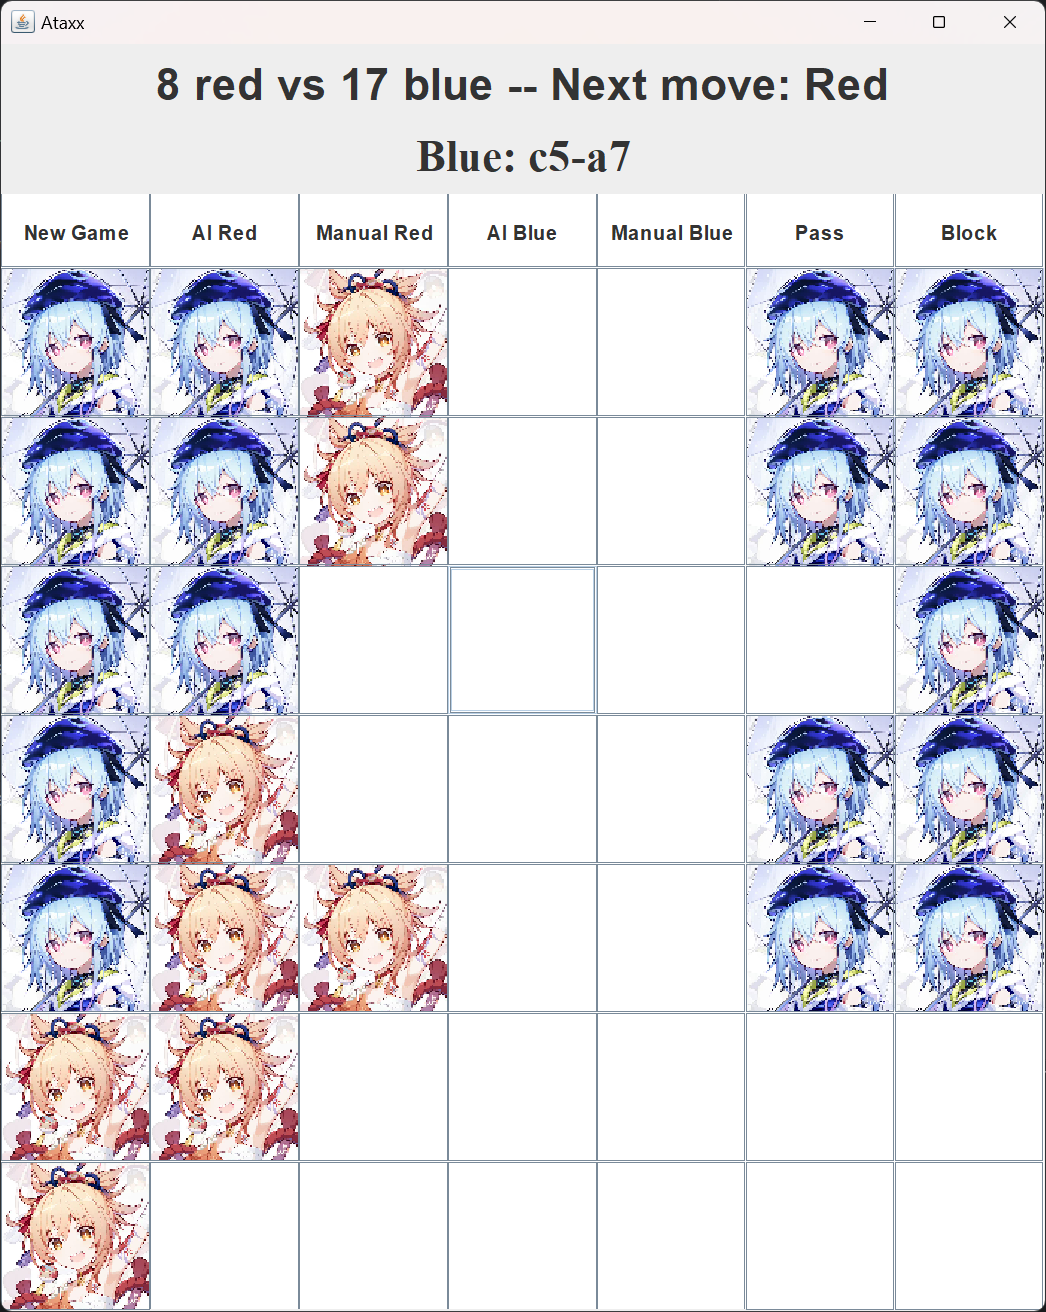 Ataxx
8 red vs 17 blue -- Next move: Red
Blue: c5-a7
New Game AI Red Manual Red AI Blue Manual Blue Pass Block